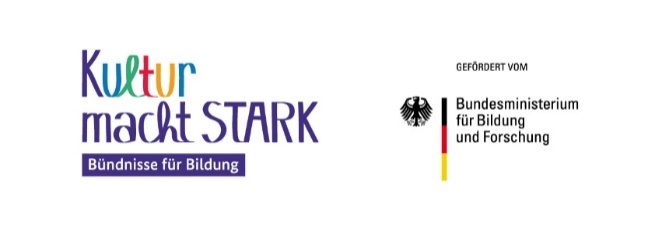 Kultur
macht STARK
Bündnisse für Bildung
GEFÖRDERT VOM
Bundesministerium
für Bildung
und Forschung